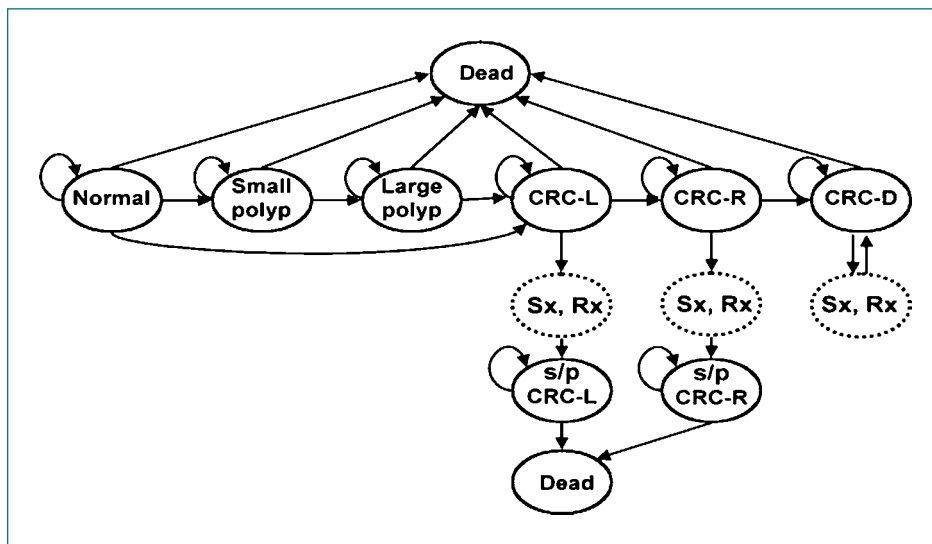 Dead
Normal
Small
polyp
Large
polyp
CRC-L
CRC-R
CRC-D
Sx, Rx
Sx, Rx
Sx, Rx
s/p
CRC-L
s/p
CRC-R
Dead